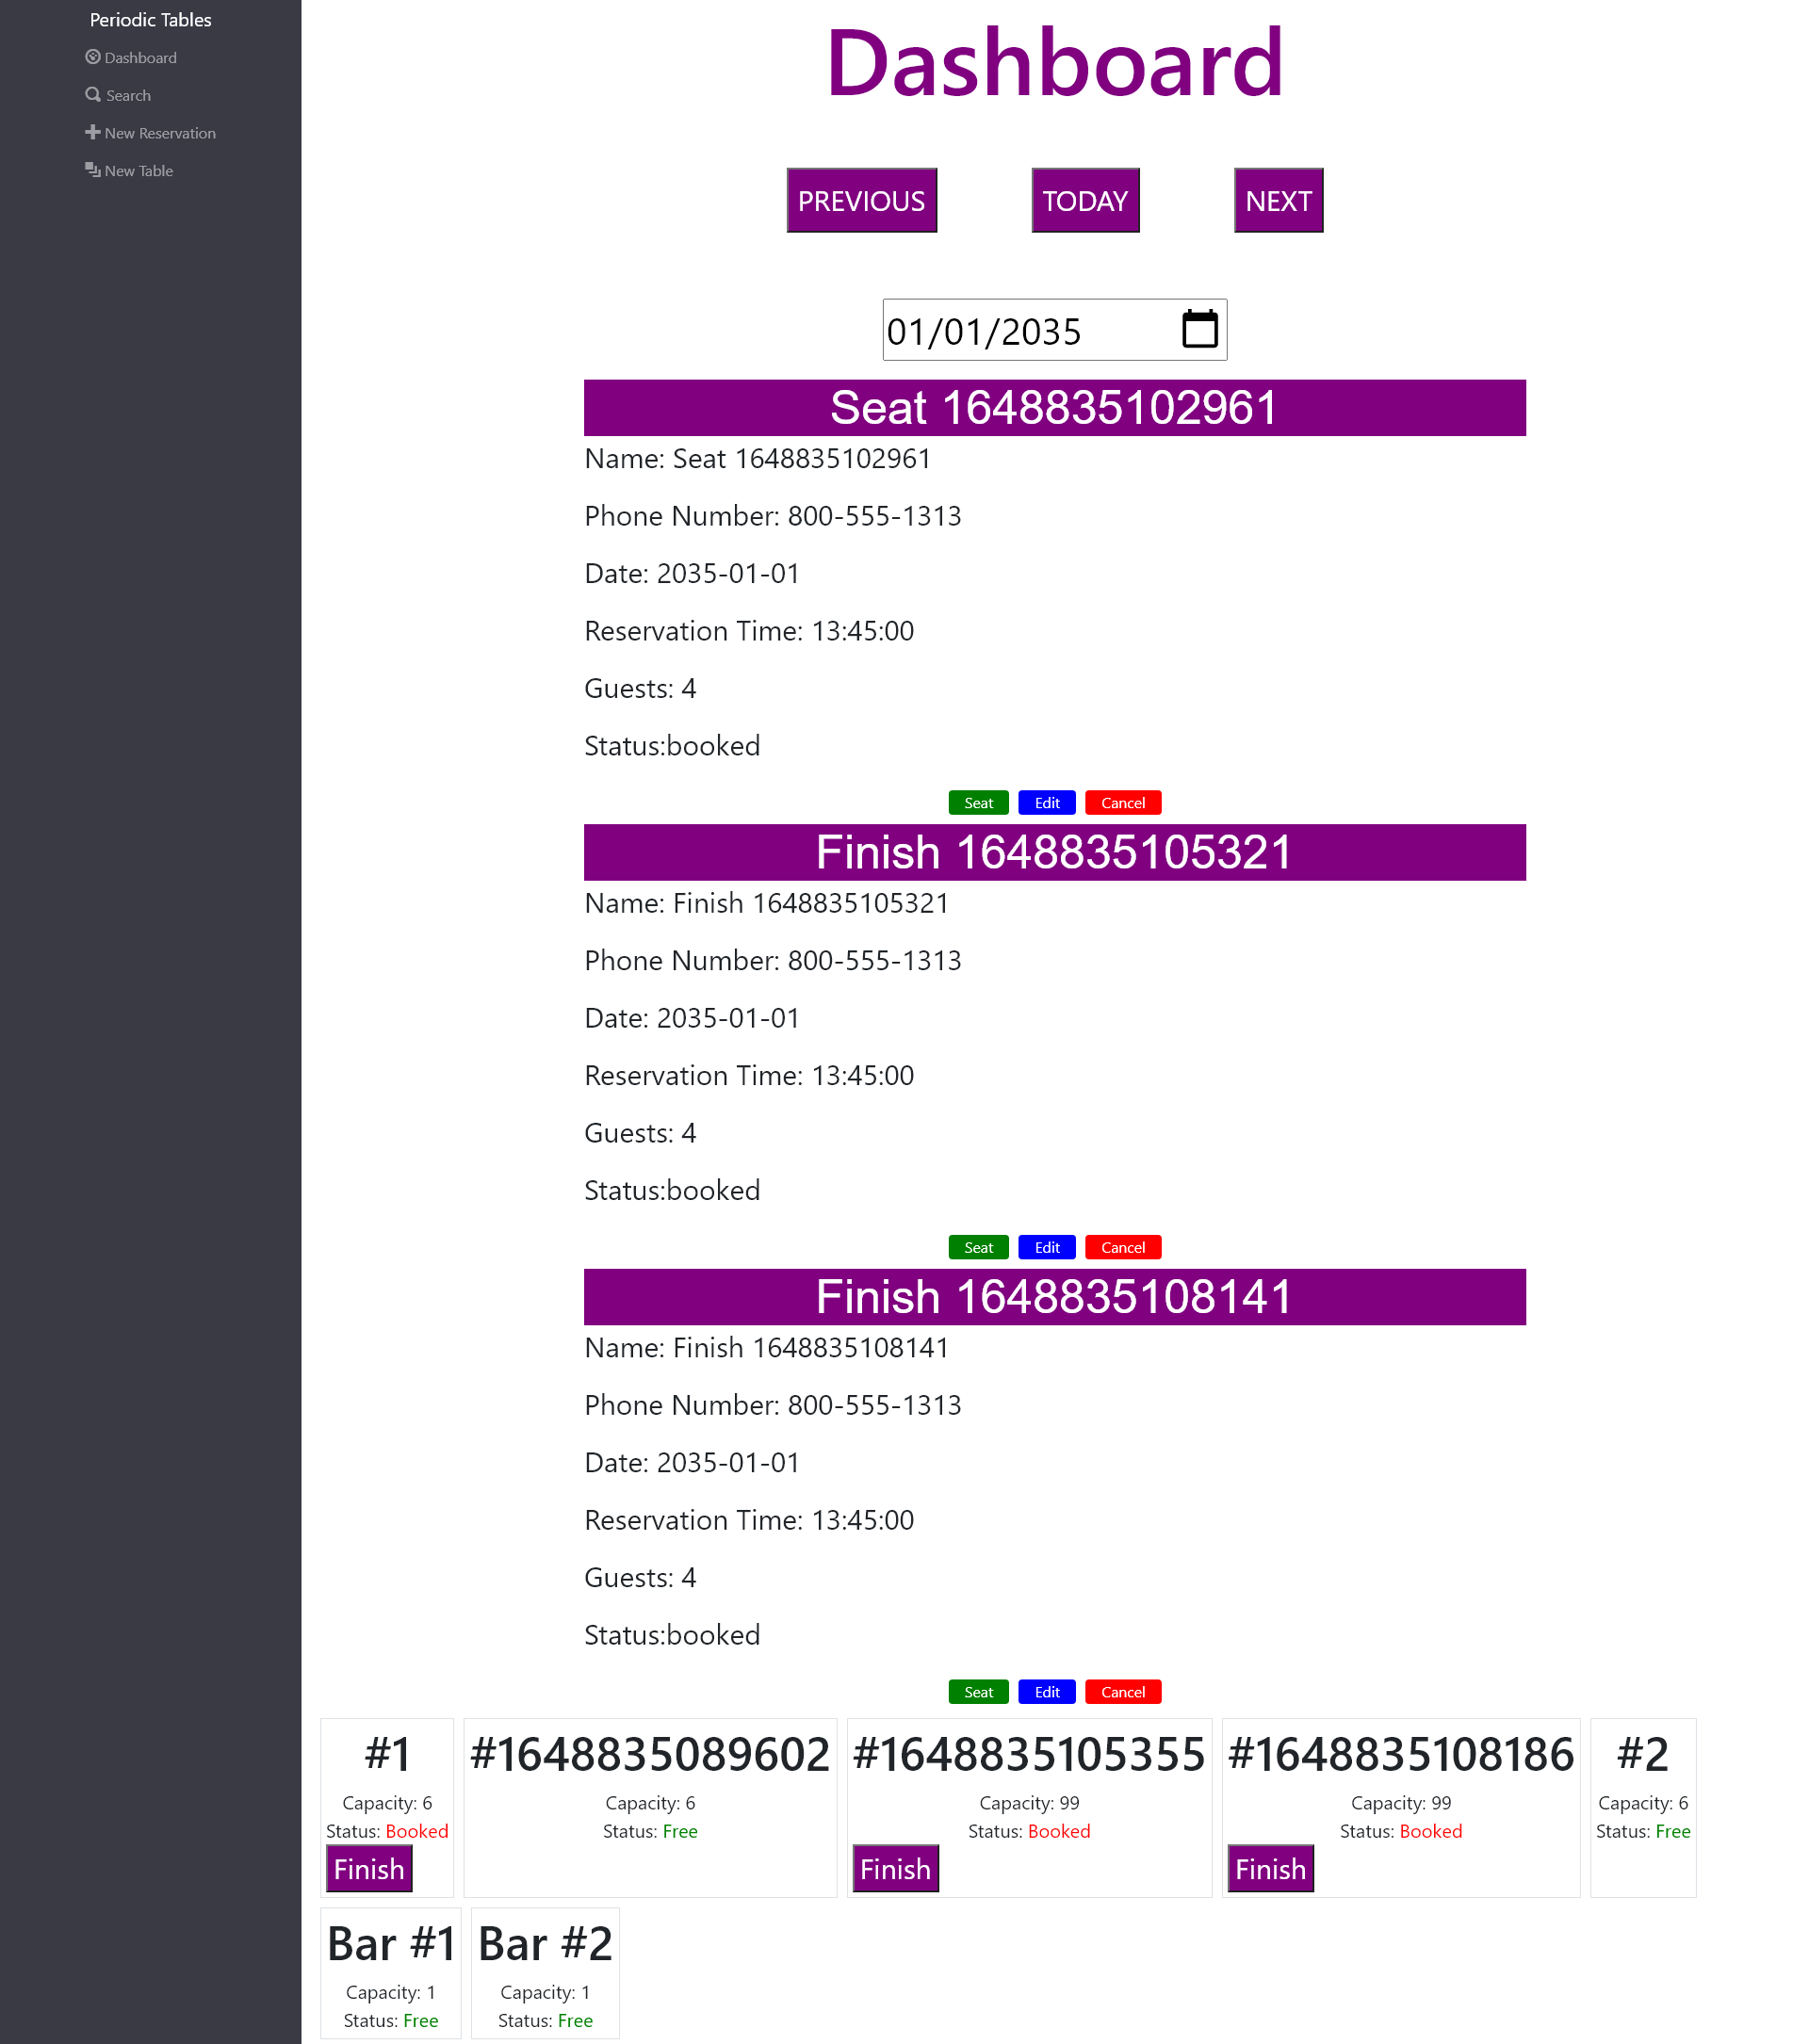 Periodic Tables
Dashboard
Search
New Reservation
New Table
Dashboard
PREVIOUS TODAY NEXT
01/01/2035
Seat 1648835102961
Name: Seat 1648835102961
Phone Number: 800-555-1313
Date: 2035-01-01
Reservation Time: 13:45:00
Guests: 4
Status:booked
Seat Edit Cancel
Finish 1648835105321
Name: Finish 1648835105321
Phone Number: 800-555-1313
Date: 2035-01-01
Reservation Time: 13:45:00
Guests: 4
Status:booked
Seat Edit Cancel
Finish 1648835108141
Name: Finish 1648835108141
Phone Number: 800-555-1313
Date: 2035-01-01
Reservation Time: 13:45:00
Guests: 4
Status:booked
Seat Edit Cancel
#1
Capacity: 6
Status: Booked
Finish
#1648835089602
Capacity: 6
Status: Free
#1648835105355
Capacity: 99
Status: Booked
Finish
#1648835108186
Capacity: 99
Status: Booked
Finish
#2
Capacity: 6
Status: Free
Bar #1
Capacity: 1
Status: Free
Bar #2
Capacity: 1
Status: Free